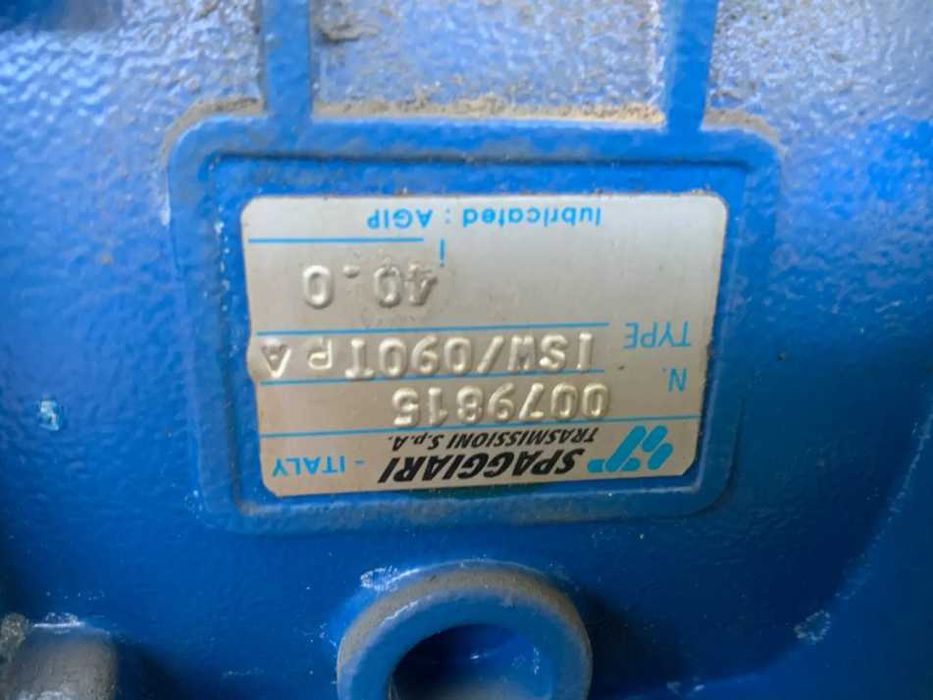 SPAGGIARI - ITALY
TRASMISSIONI S.p.A.
N. 0079815
TYPE ISW/090TPA
i 40.0
lubricated : AGIP